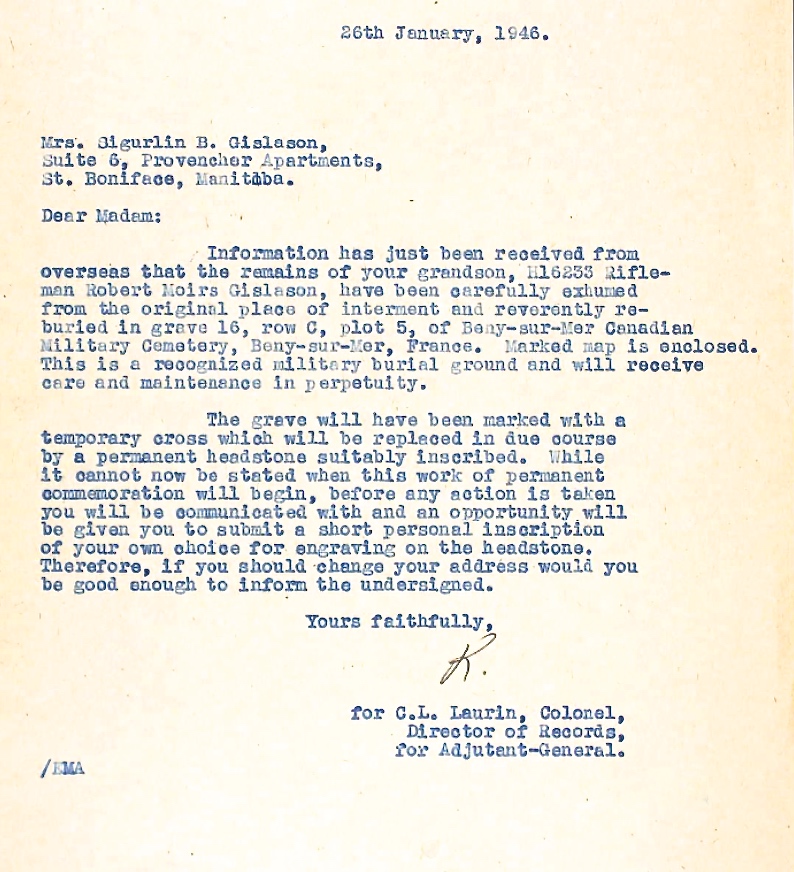 26th January, 1946.
Mrs. Sigurlin B. Gislason,
Suite 6, Provencher Apartments,
St. Boniface, Manitoba.
Dear Madam:
Information has just been received from
overseas that the remains of your grandson, H16233 Rifle-
man Robert Moirs Gislason, have been carefully exhumed
from the original place of interment and reverently re-
buried in grave 16, row C, plot 5, of Beny-sur-Mer Canadian
Military Cemetery, Beny-sur-Mer, France. Marked map is enclosed.
This is a recognized military burial ground and will receive
care and maintenance in perpetuity.
The grave will have been marked with a
temporary cross which will be replaced in due course
by a permanent headstone suitably inscribed. While
it cannot now be stated when this work of permanent
commemoration will begin, before any action is taken
you will be communicated with and an opportunity will
be given you to submit a short personal inscription
of your own choice for engraving on the headstone.
Therefore, if you should change your address would you
be good enough to inform the undersigned.
Yours faithfully,
R.
for C.L. Laurin, Colonel,
Director of Records,
for Adjutant-General.
/EMA